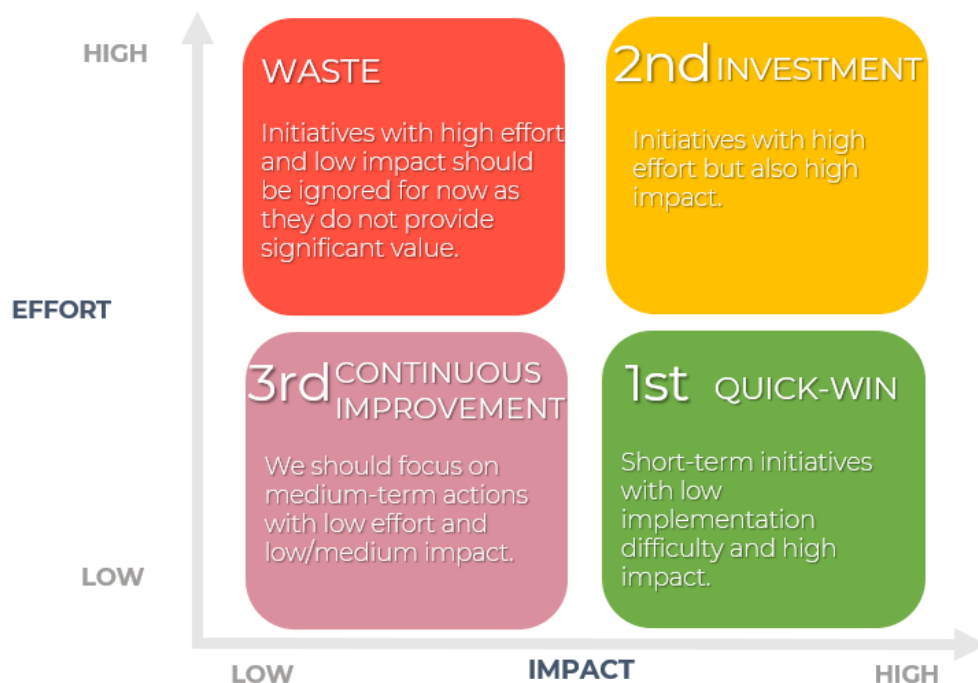 HIGH
WASTE
Initiatives with high effort
and low impact should
be ignored for now as
they do not provide
significant value.
2nd INVESTMENT
Initiatives with high
effort but also high
impact.
EFFORT
3rd CONTINUOUS
IMPROVEMENT
We should focus on
medium-term actions
with low effort and
low/medium impact.
1st QUICK-WIN
Short-term initiatives
with low
implementation
difficulty and high
impact.
LOW
LOW
IMPACT
HIGH